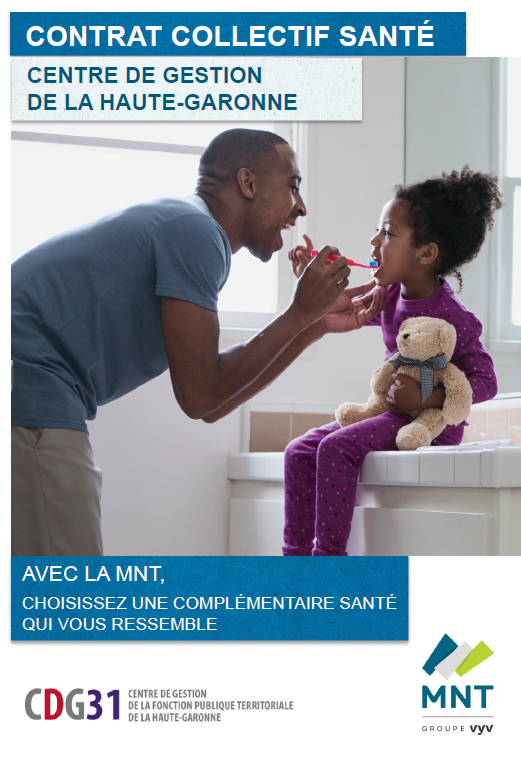 CONTRAT COLLECTIF SANTÉ
CENTRE DE GESTION
DE LA HAUTE-GARONNE
AVEC LA MNT,
CHOISISSEZ UNE COMPLÉMENTAIRE SANTÉ
QUI VOUS RESSEMBLE
CDG31
CENTRE DE GESTION
DE LA FONCTION PUBLIQUE TERRITORIALE
DE LA HAUTE-GARONNE
MNT
GROUPE vyv